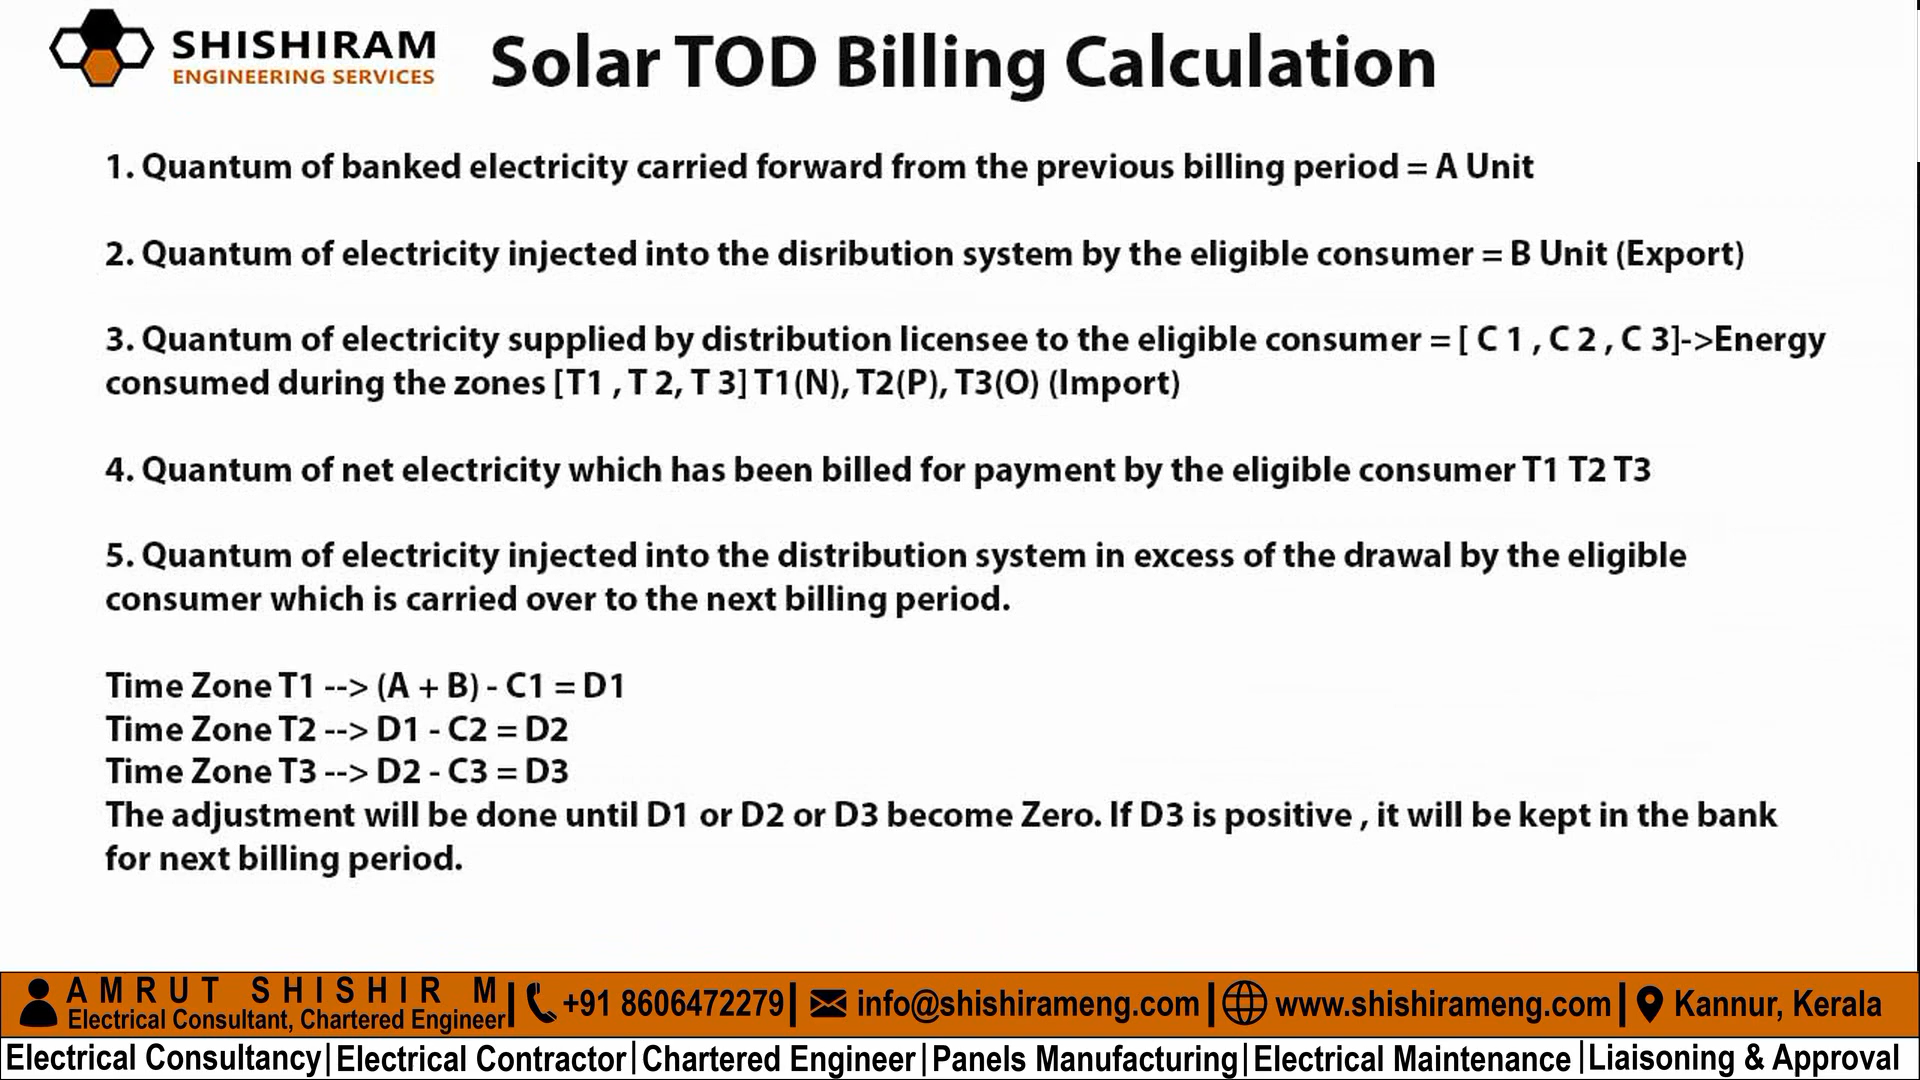 SHISHIRAM
ENGINEERING SERVICES
Solar TOD Billing Calculation
1. Quantum of banked electricity carried forward from the previous billing period = A Unit
2. Quantum of electricity injected into the disribution system by the eligible consumer = B Unit (Export)
3. Quantum of electricity supplied by distribution licensee to the eligible consumer = [ C 1 , C 2 , C 3]->Energy
consumed during the zones [T1 , T 2, T 3] T1(N), T2(P), T3(O) (Import)
4. Quantum of net electricity which has been billed for payment by the eligible consumer T1 T2 T3
5. Quantum of electricity injected into the distribution system in excess of the drawal by the eligible
consumer which is carried over to the next billing period.
Time Zone T1 --> (A + B) - C1 = D1
Time Zone T2 --> D1 - C2 = D2
Time Zone T3 --> D2 - C3 = D3
The adjustment will be done until D1 or D2 or D3 become Zero. If D3 is positive , it will be kept in the bank
for next billing period.
AMRUT SHISHIR M
Electrical Consultant, Chartered Engineer
+91 8606472279| info@shishirameng.com | www.shishirameng.com | Kannur, Kerala
Electrical Consultancy|Electrical Contractor|Chartered Engineer|Panels Manufacturing|Electrical Maintenance |Liaisoning & Approval